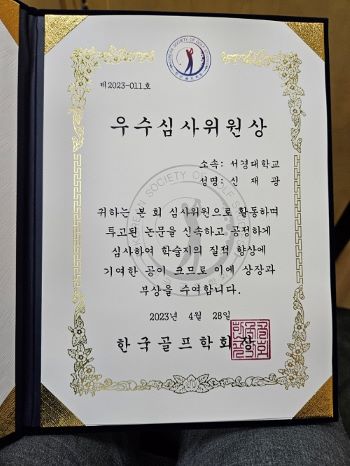 제2023-011호
우수심사위원상
소속: 서경대학교
성명: 신 재 광
귀하는 본 회 심사위원으로 활동하며
투고된 논문을 신속하고 공정하게
심사하여 학술지의 질적 향상에
기여한 공이 크므로 이에 상장과
부상을 수여합니다.
2023년 4월 28일
한국골프학회장